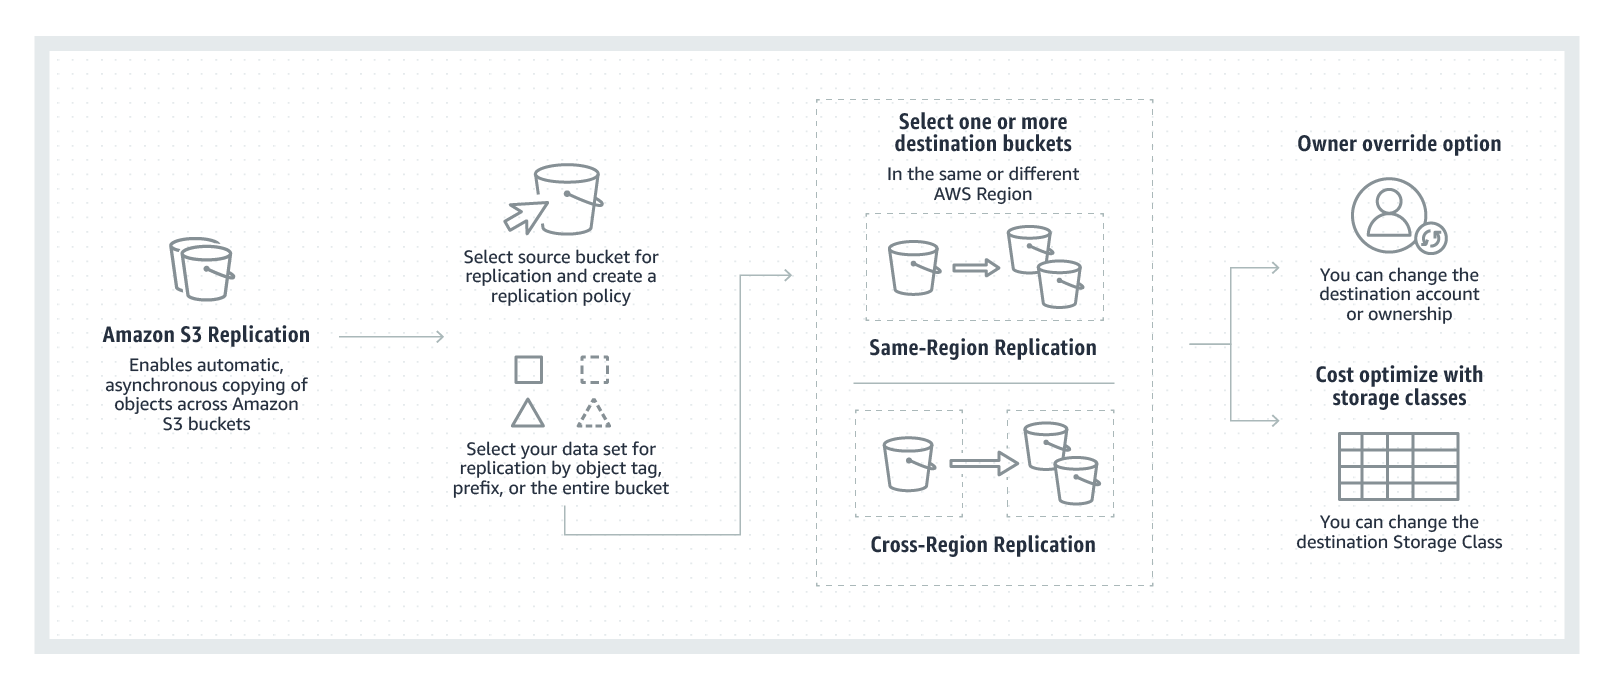 Amazon S3 Replication
Enables automatic,
asynchronous copying of
objects across Amazon
S3 buckets
Select source bucket for
replication and create a
replication policy
Select your data set for
replication by object tag,
prefix, or the entire bucket
Select one or more
destination buckets
In the same or different
AWS Region
Same-Region Replication
Cross-Region Replication
Owner override option
You can change the
destination account
or ownership
Cost optimize with
storage classes
You can change the
destination Storage Class